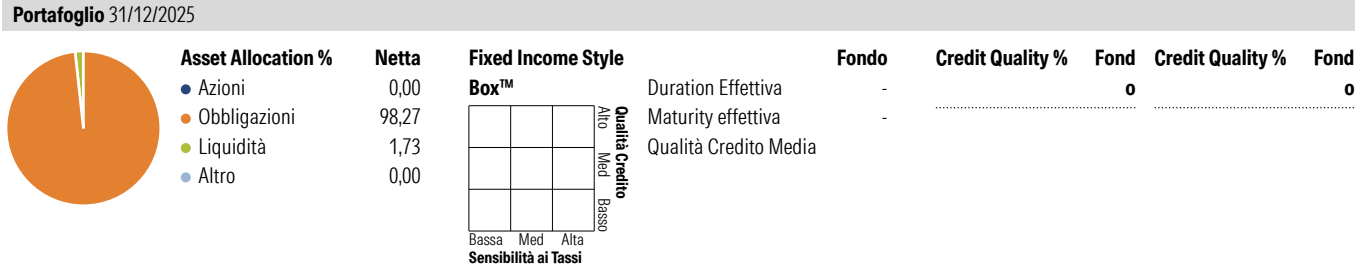 Portafoglio 31/12/2025
Asset Allocation % Netta
Azioni 0,00
Obbligazioni 98,27
Liquidità 1,73
Altro 0,00
Fixed Income Style
Box™
Alto Med Basso
Qualità Credito
Bassa Med Alta
Sensibilità ai Tassi
Fondo
Duration Effettiva -
Maturity effettiva -
Qualità Credito Media
Credit Quality % Fond
o
Credit Quality % Fond
o